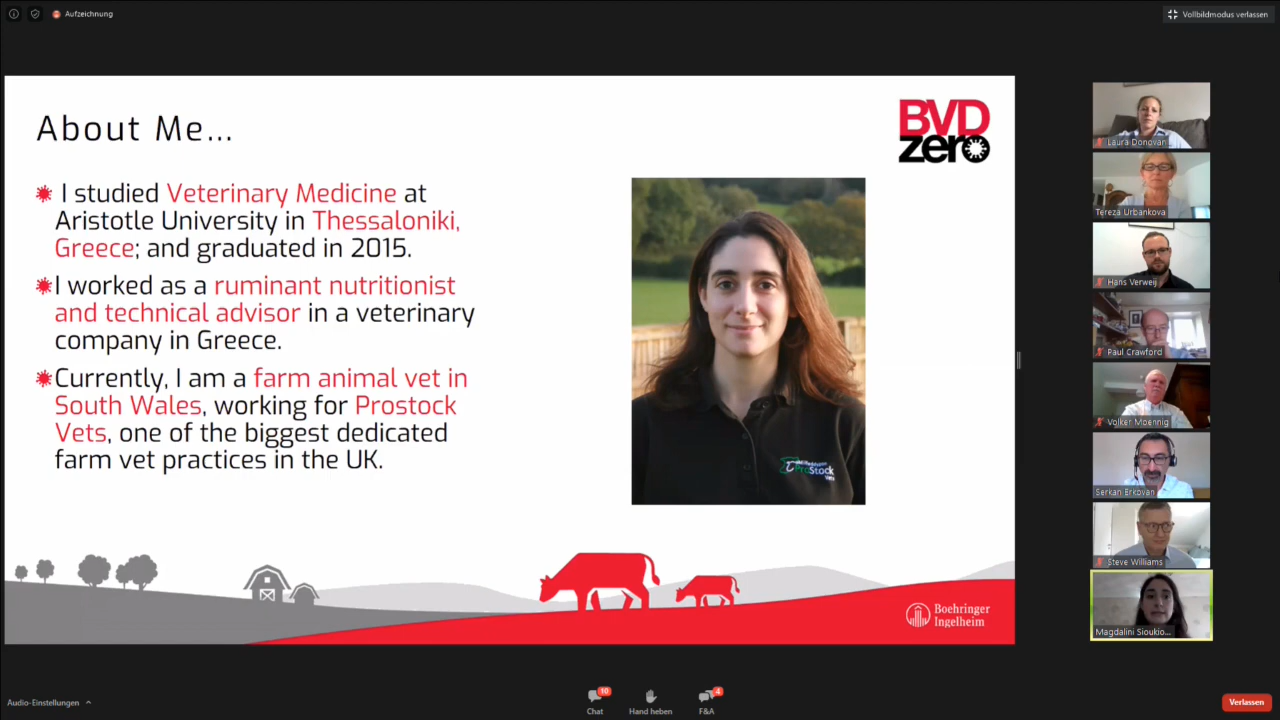 Aufzeichnung
Vollbildmodus verlassen
About Me...
BVD
zero
I studied Veterinary Medicine at
Aristotle University in Thessaloniki,
Greece; and graduated in 2015.
I worked as a ruminant nutritionist
and technical advisor in a veterinary
company in Greece.
Currently, I am a farm animal vet in
South Wales, working for Prostock
Vets, one of the biggest dedicated
farm vet practices in the UK.
ProStock
Boehringer
Ingelheim
Laura Donovan
Tereza Urbankova
Hans Verweij
Paul Crawford
Volker Moennig
Serkan Erkovan
Steve Williams
Magdalini Sioukio...
Audio-Einstellungen
10
Chat
Hand heben
4
F&A
Verlassen